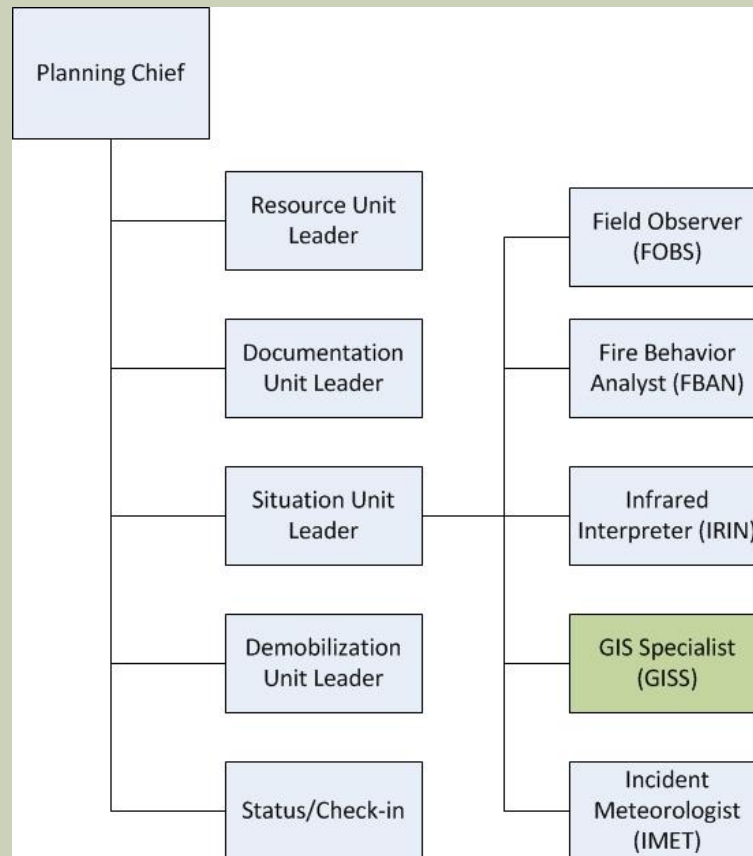 Planning Chief
Resource Unit
Leader
Documentation
Unit Leader
Situation Unit
Leader
Demobilization
Unit Leader
Status/Check-in
Field Observer
(FOBS)
Fire Behavior
Analyst (FBAN)
Infrared
Interpreter (IRIN)
GIS Specialist
(GISS)
Incident
Meteorologist
(IMET)